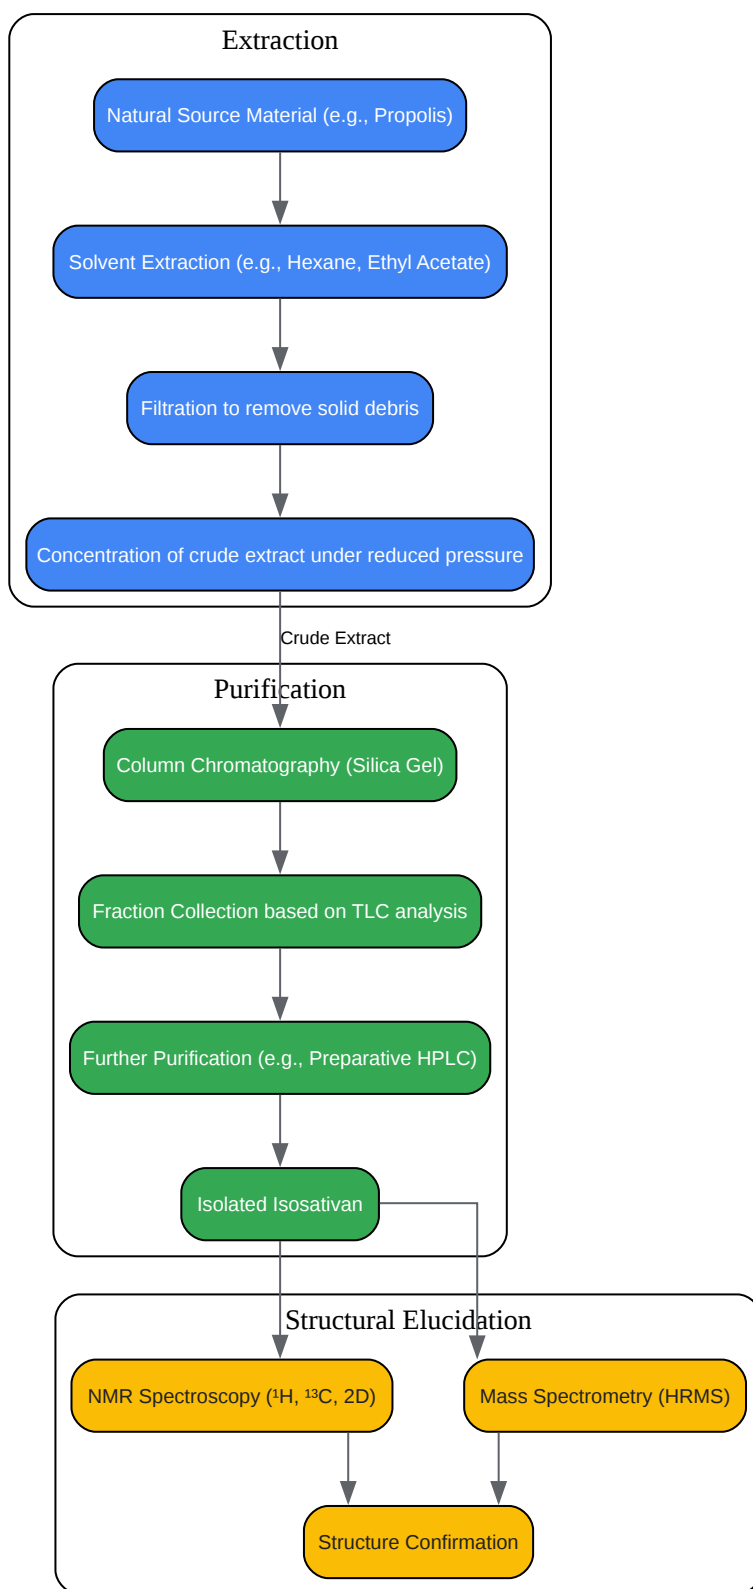 Extraction
Natural Source Material (e.g., Propolis)
Solvent Extraction (e.g., Hexane, Ethyl Acetate)
Filtration to remove solid debris
Concentration of crude extract under reduced pressure
Crude Extract
Purification
Column Chromatography (Silica Gel)
Fraction Collection based on TLC analysis
Further Purification (e.g., Preparative HPLC)
Isolated Isosativan
Structural Elucidation
NMR Spectroscopy (¹H, ¹³C, 2D)
Mass Spectrometry (HRMS)
Structure Confirmation